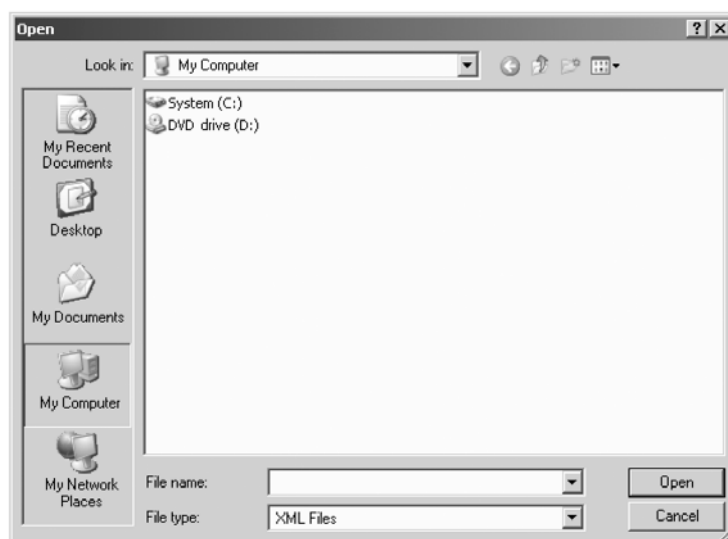 Open
Look in:
My Computer
System (C:)
DVD drive (D:)
My Recent
Documents
Desktop
My Documents
My Computer
My Network
Places
File name:
Open
File type:
XML Files
Cancel